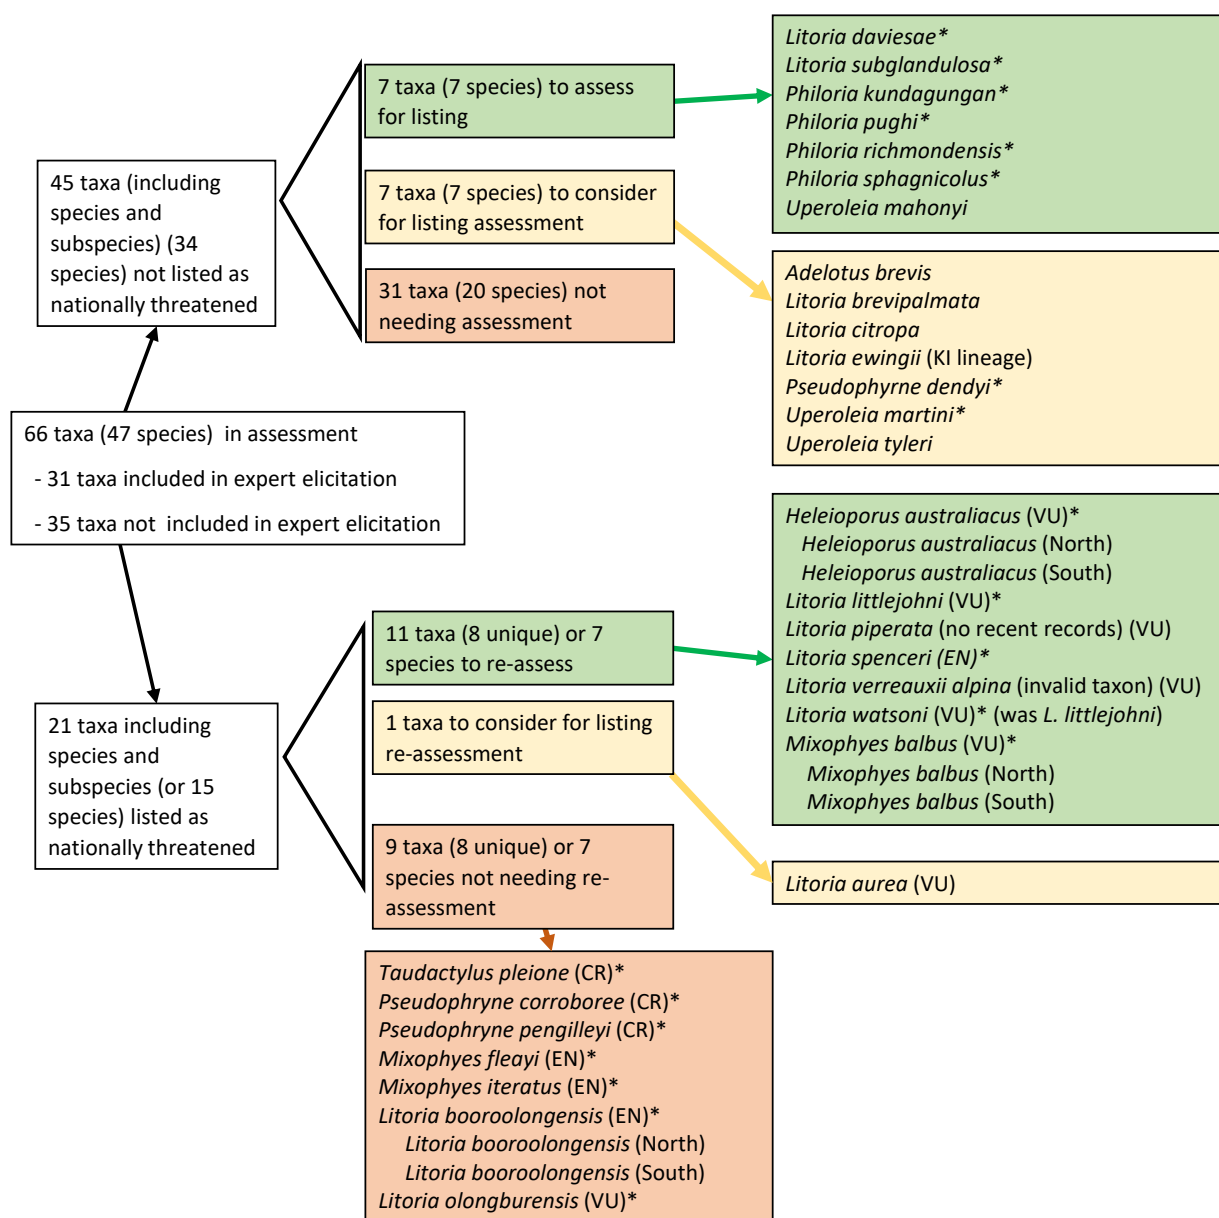 45 taxa (including
species and
subspecies) (34
species) not listed as
nationally threatened
7 taxa (7 species) to assess
for listing
7 taxa (7 species) to consider
for listing assessment
31 taxa (20 species) not
needing assessment
Litoria daviesae*
Litoria subglandulosa*
Philoria kundagungan*
Philoria pughi*
Philoria richmondensis*
Philoria sphagnicolus*
Uperoleia mahonyi
Adelotus brevis
Litoria brevipalmata
Litoria citropa
Litoria ewingii (KI lineage)
Pseudophyrne dendyi*
Uperoleia martini*
Uperoleia tyleri
66 taxa (47 species) in assessment
- 31 taxa included in expert elicitation
- 35 taxa not included in expert elicitation
21 taxa including
species and
subspecies (or 15
species) listed as
nationally threatened
11 taxa (8 unique) or 7
species to re-assess
1 taxa to consider for listing
re-assessment
9 taxa (8 unique) or 7
species not needing re-
assessment
Heleioporus australiacus (VU)*
Heleioporus australiacus (North)
Heleioporus australiacus (South)
Litoria littlejohni (VU)*
Litoria piperata (no recent records) (VU)
Litoria spenceri (EN)*
Litoria verreauxii alpina (invalid taxon) (VU)
Litoria watsoni (VU)* (was L. littlejohni)
Mixophyes balbus (VU)*
Mixophyes balbus (North)
Mixophyes balbus (South)
Litoria aurea (VU)
Taudactylus pleione (CR)*
Pseudophryne corroboree (CR)*
Pseudophryne pengilleyi (CR)*
Mixophyes fleayi (EN)*
Mixophyes iteratus (EN)*
Litoria booroolongensis (EN)*
Litoria booroolongensis (North)
Litoria booroolongensis (South)
Litoria olongburensis (VU)*